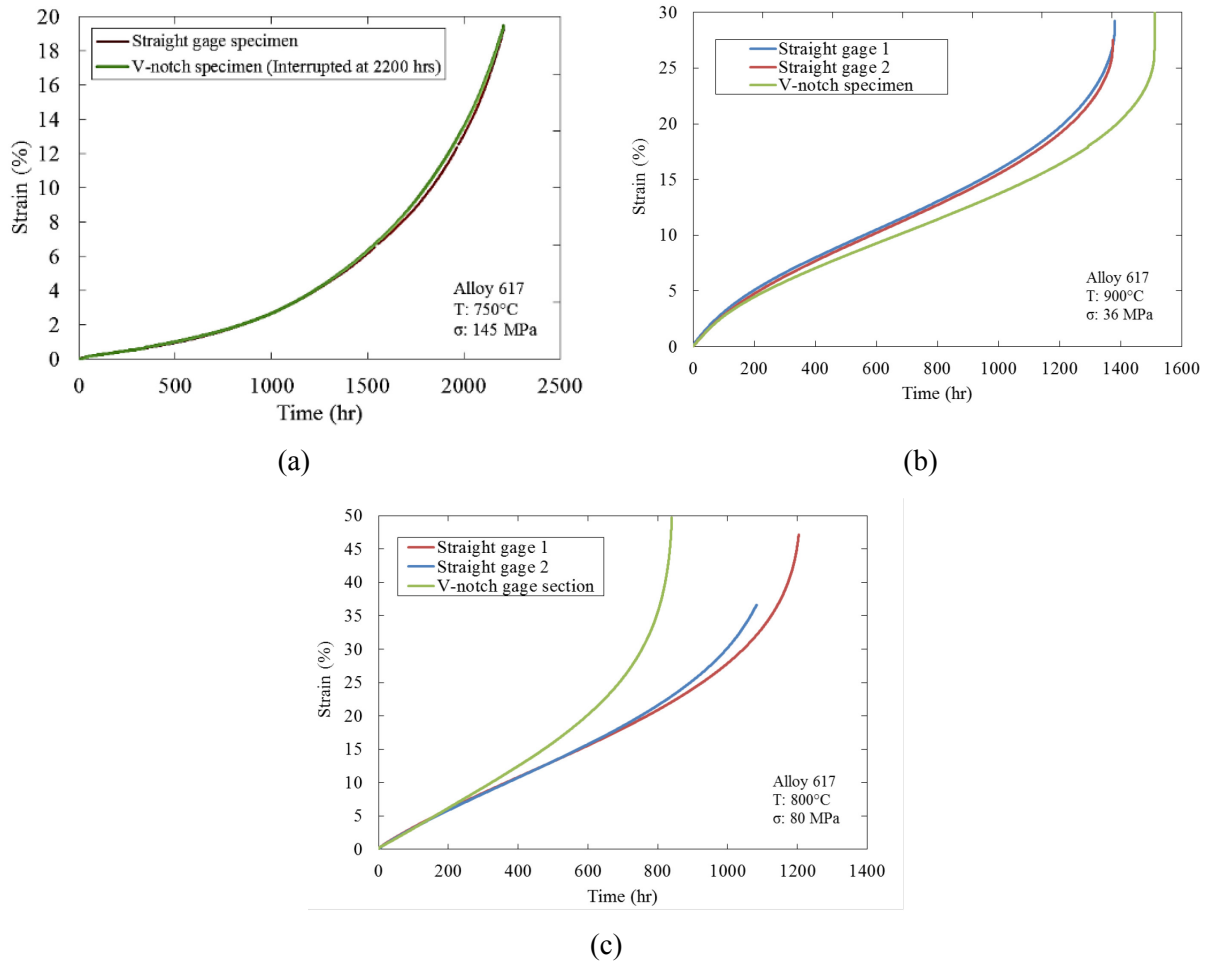 20
18
16
14
12
10
8
6
4
2
0
Strain (%)
Straight gage specimen
V-notch specimen (Interrupted at 2200 hrs)
Alloy 617
T: 750°C
σ: 145 MPa
0 500 1000 1500 2000 2500
Time (hr)
(a)
30
25
20
15
10
5
0
Strain (%)
Straight gage 1
Straight gage 2
V-notch specimen
Alloy 617
T: 900°C
σ: 36 MPa
0 200 400 600 800 1000 1200 1400 1600
Time (hr)
(b)
50
45
40
35
30
25
20
15
10
5
0
Strain (%)
Straight gage 1
Straight gage 2
V-notch gage section
Alloy 617
T: 800°C
σ: 80 MPa
0 200 400 600 800 1000 1200 1400
Time (hr)
(c)